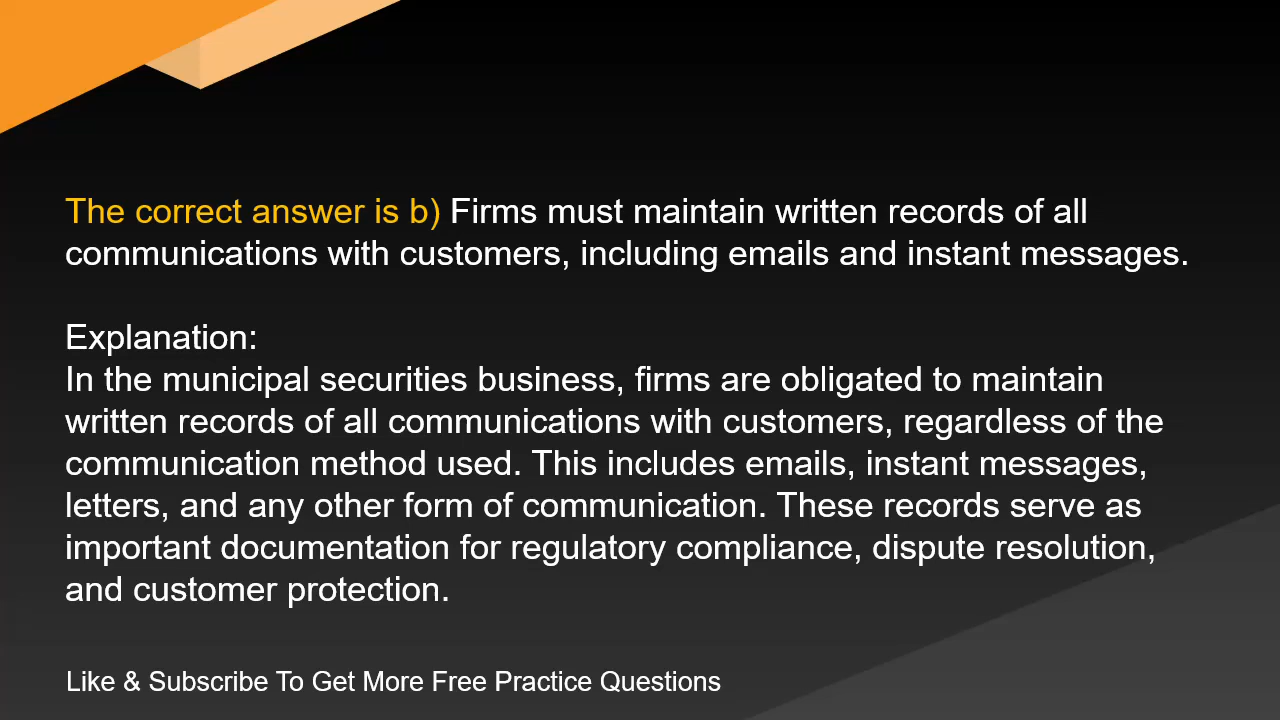 The correct answer is b) Firms must maintain written records of all
communications with customers, including emails and instant messages.
Explanation:
In the municipal securities business, firms are obligated to maintain
written records of all communications with customers, regardless of the
communication method used. This includes emails, instant messages,
letters, and any other form of communication. These records serve as
important documentation for regulatory compliance, dispute resolution,
and customer protection.
Like & Subscribe To Get More Free Practice Questions